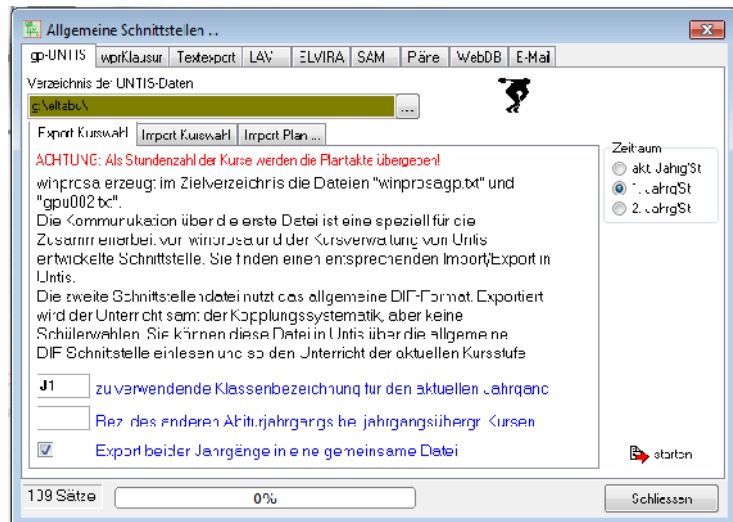 Allgemeine Schnittstellen ...
gp-UNTIS wprKlausur Textexport LAV ELVIRA SAM Päre WebDB E-Mail
Verzeichnis der UNTIS-Daten
g:\eltabu\ ...
Export Kurswahl Import Kurswahl Import Plan ...
Zeitraum
ACHTUNG: Als Stundenzahl der Kurse werden die Plantakte übergeben!
akt. Jahrg'St
winprosa erzeugt im Zielverzeichnis die Dateien "winprosagp.txt" und
1. Jahrg'St
"gpu002.txt".
2. Jahrg'St
Die Kommunikation über die erste Datei ist eine speziell für die
Zusammenarbeit von winprosa und der Kursverwaltung von Untis
entwickelte Schnittstelle. Sie finden einen entsprechenden Import/Export in
Untis.
Die zweite Schnittstellendatei nutzt das allgemeine DIF-Format. Exportiert
wird der Unterricht samt der Kopplungssystematik, aber keine
Schülerwahlen. Sie können diese Datei in Untis über die allgemeine
DIF Schnittstelle einlesen und so den Unterricht der aktuellen Kursstufe
J1 zu verwendende Klassenbezeichnung für den aktuellen Jahrgang
Bez. des anderen Abiturjahrgangs bei jahrgangsübergr. Kursen
Export beider Jahrgänge in eine gemeinsame Datei
starten
109 Sätze 0% Schliessen